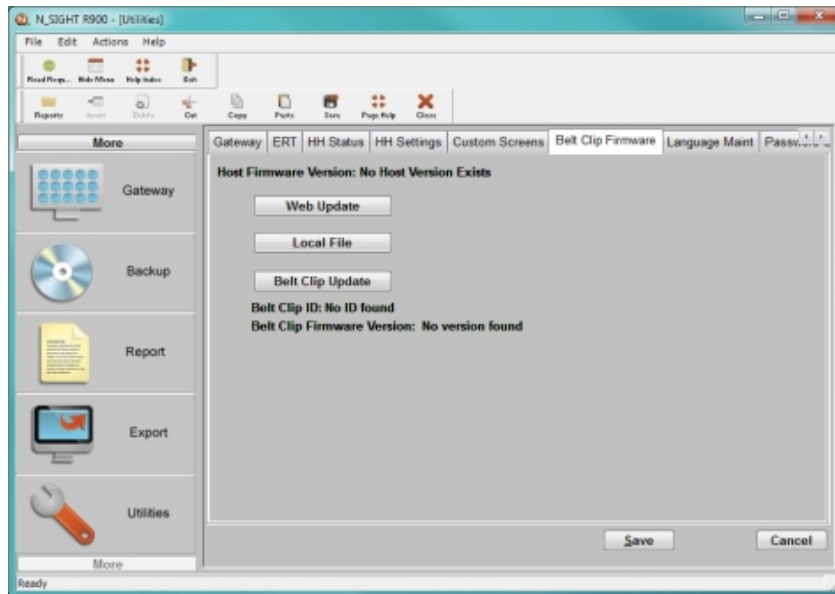 N_SIGHT R900 - [Utilities]
File Edit Actions Help
Hide Menu Help Index Exit
Reports Insert Delete Cut Copy Paste Save Page Help Close
More
Gateway ERT HH Status HH Settings Custom Screens Belt Clip Firmware Language Maint
Host Firmware Version: No Host Version Exists
Gateway
Web Update
Local File
Backup
Belt Clip Update
Belt Clip ID: No ID found
Belt Clip Firmware Version: No version found
Report
Export
Utilities
Save Cancel
More
Ready